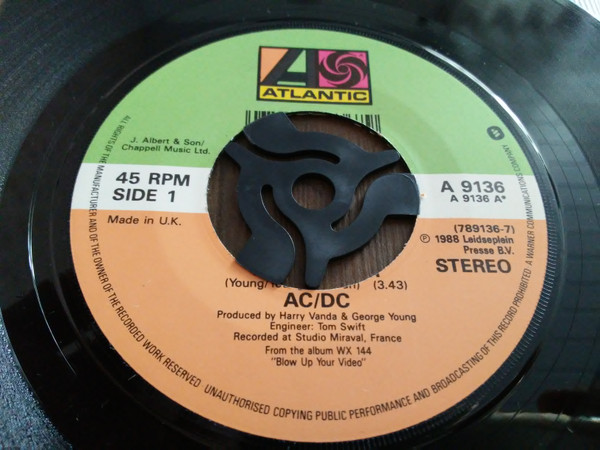 ATLANTIC
J. Albert & Son/
Chappell Music Ltd.
45 RPM
SIDE 1
Made in U.K.
A 9136
A 9136 A*
(789136-7)
℗ 1988 Leidseplein
Presse B.V.
STEREO
(Young/
(3.43)
AC/DC
Produced by Harry Vanda & George Young
Engineer: Tom Swift
Recorded at Studio Miraval, France
From the album WX 144
"Blow Up Your Video"
ALL RIGHTS OF THE MANUFACTURER AND OF THE OWNER OF THE RECORDED WORK RESERVED UNAUTHORISED COPYING PUBLIC PERFORMANCE AND BROADCASTING OF THIS RECORD PROHIBITED A WARNER COMMUNICATIONS COMPANY